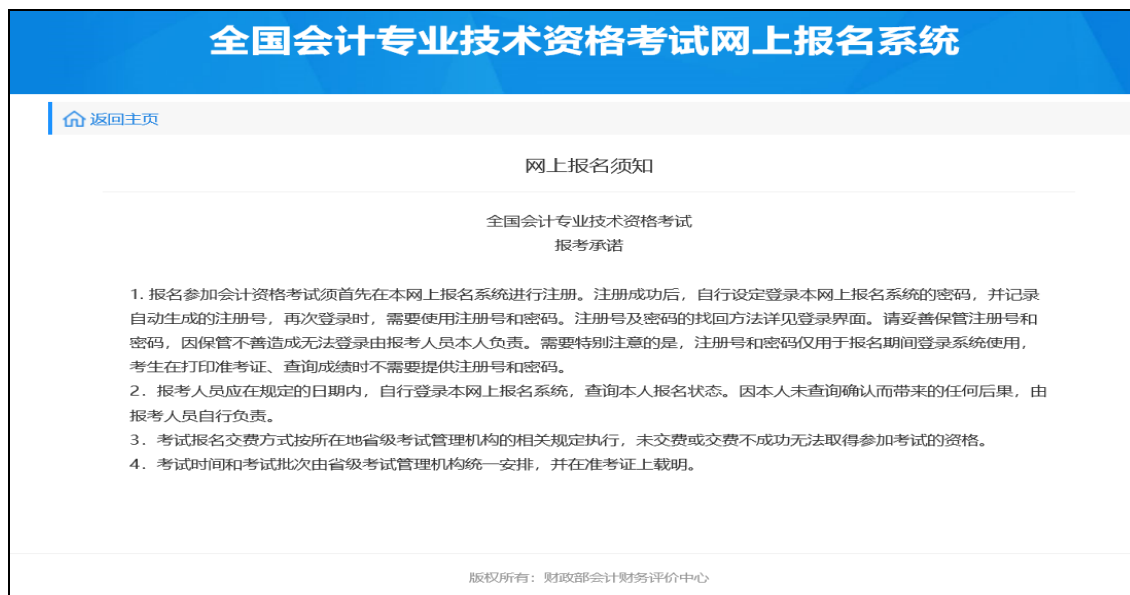 全国会计专业技术资格考试网上报名系统
返回主页
网上报名须知
全国会计专业技术资格考试
报考承诺
1. 报名参加会计资格考试须首先在本网上报名系统进行注册。注册成功后，自行设定登录本网上报名系统的密码，并记录
自动生成的注册号，再次登录时，需要使用注册号和密码。注册号及密码的找回方法详见登录界面。请妥善保管注册号和
密码，因保管不善造成无法登录由报考人员本人负责。需要特别注意的是，注册号和密码仅用于报名期间登录系统使用，
考生在打印准考证、查询成绩时不需要提供注册号和密码。
2．报考人员应在规定的日期内，自行登录本网上报名系统，查询本人报名状态。因本人未查询确认而带来的任何后果，由
报考人员自行负责。
3．考试报名交费方式按所在地省级考试管理机构的相关规定执行，未交费或交费不成功无法取得参加考试的资格。
4．考试时间和考试批次由省级考试管理机构统一安排，并在准考证上载明。
版权所有：财政部会计财务评价中心